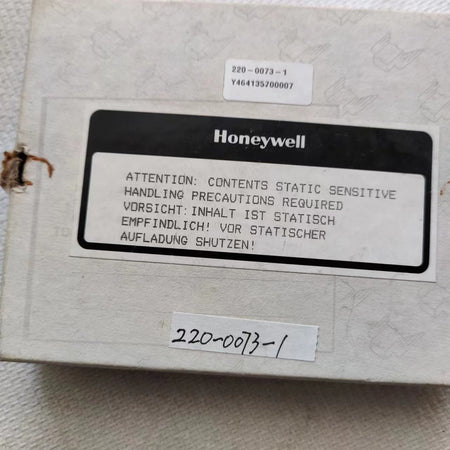 220-0073-1
Y464135700007
Honeywell
ATTENTION: CONTENTS STATIC SENSITIVE
HANDLING PRECAUTIONS REQUIRED
VORSICHT: INHALT IST STATISCH
EMPFINDLICH! VOR STATISCHER
AUFLADUNG SHUTZEN!
220-0073-1